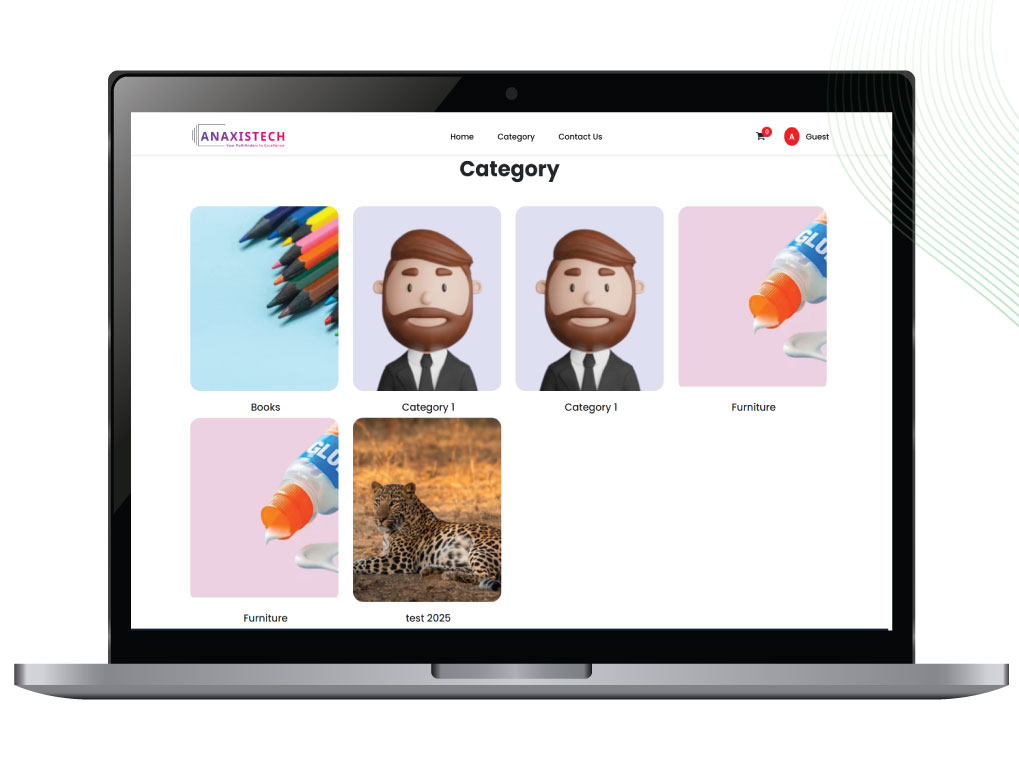 ANAXISTECH
Your Pathfinders to Excellence
Home Category Contact Us 0 A Guest
Category
GLU
Books Category 1 Category 1 Furniture
GLU
Furniture test 2025